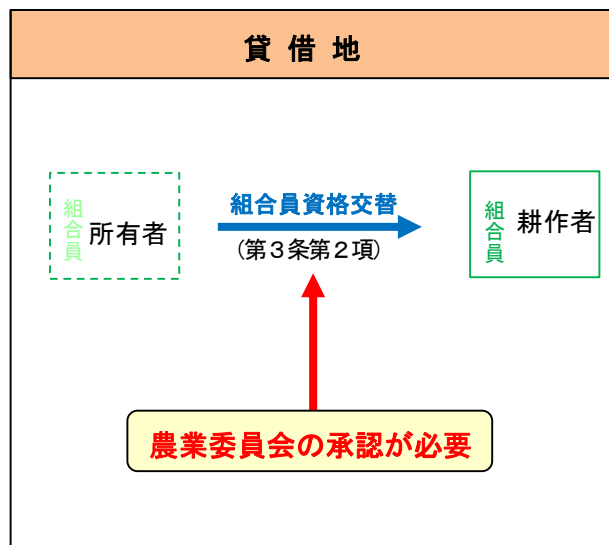 貸借地
組合員資格交替
組合員
所有者
(第3条第2項)
組合員
耕作者
農業委員会の承認が必要